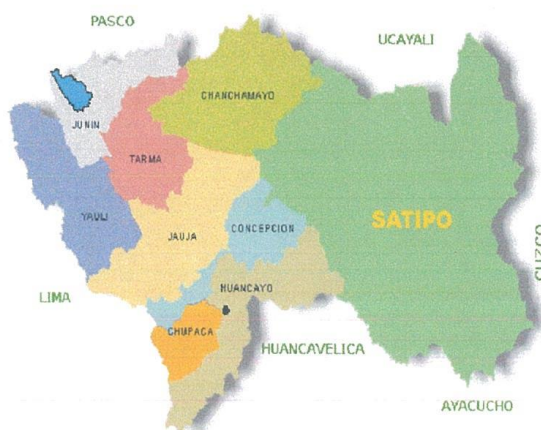 PASCO
UCAYALI
CHANCHAMAYO
JUNIN
TARMA
YAULI
JAUJA
CONCEPCION
SATIPO
CUZCO
LIMA
HUANCAYO
CHUPACA
HUANCAVELICA
AYACUCHO